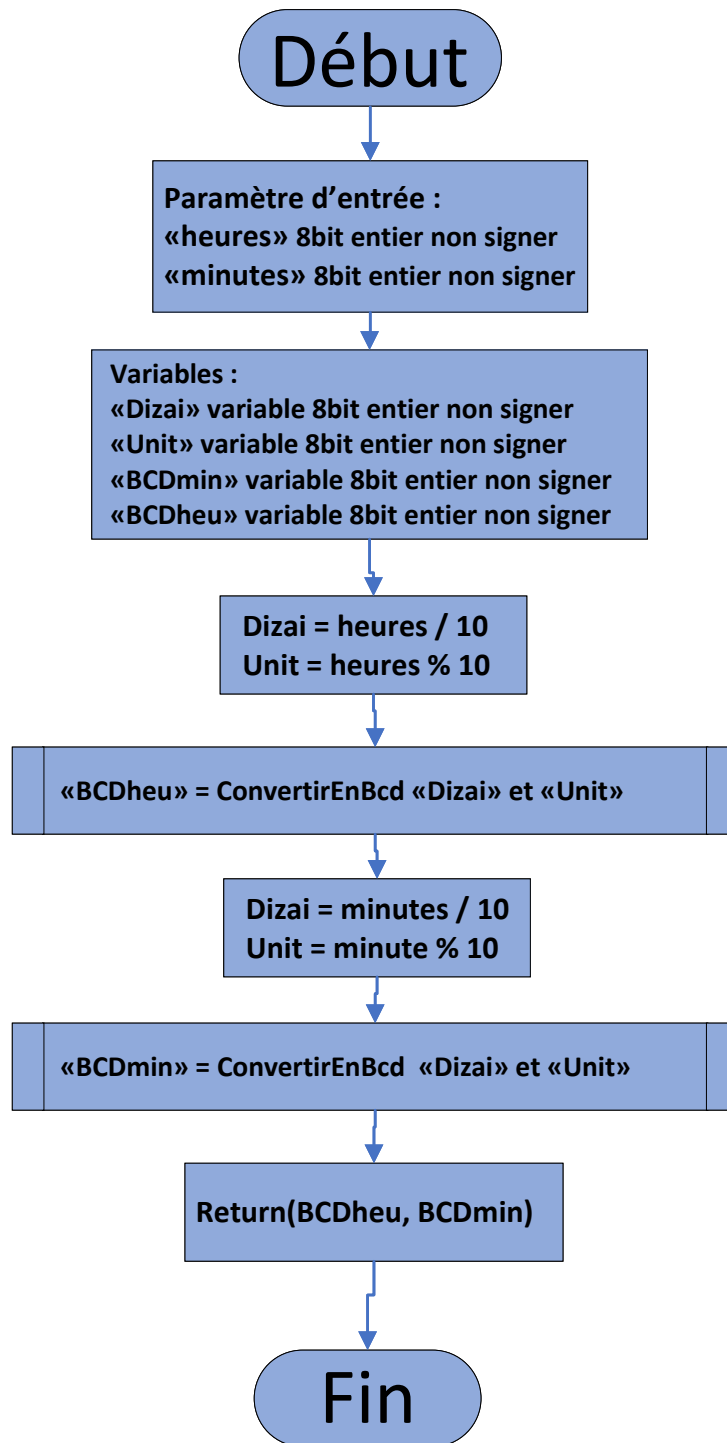 Début
Paramètre d’entrée :
«heures» 8bit entier non signer
«minutes» 8bit entier non signer
Variables :
«Dizai» variable 8bit entier non signer
«Unit» variable 8bit entier non signer
«BCDmin» variable 8bit entier non signer
«BCDheu» variable 8bit entier non signer
Dizai = heures / 10
Unit = heures % 10
«BCDheu» = ConvertirEnBcd «Dizai» et «Unit»
Dizai = minutes / 10
Unit = minute % 10
«BCDmin» = ConvertirEnBcd «Dizai» et «Unit»
Return(BCDheu, BCDmin)
Fin